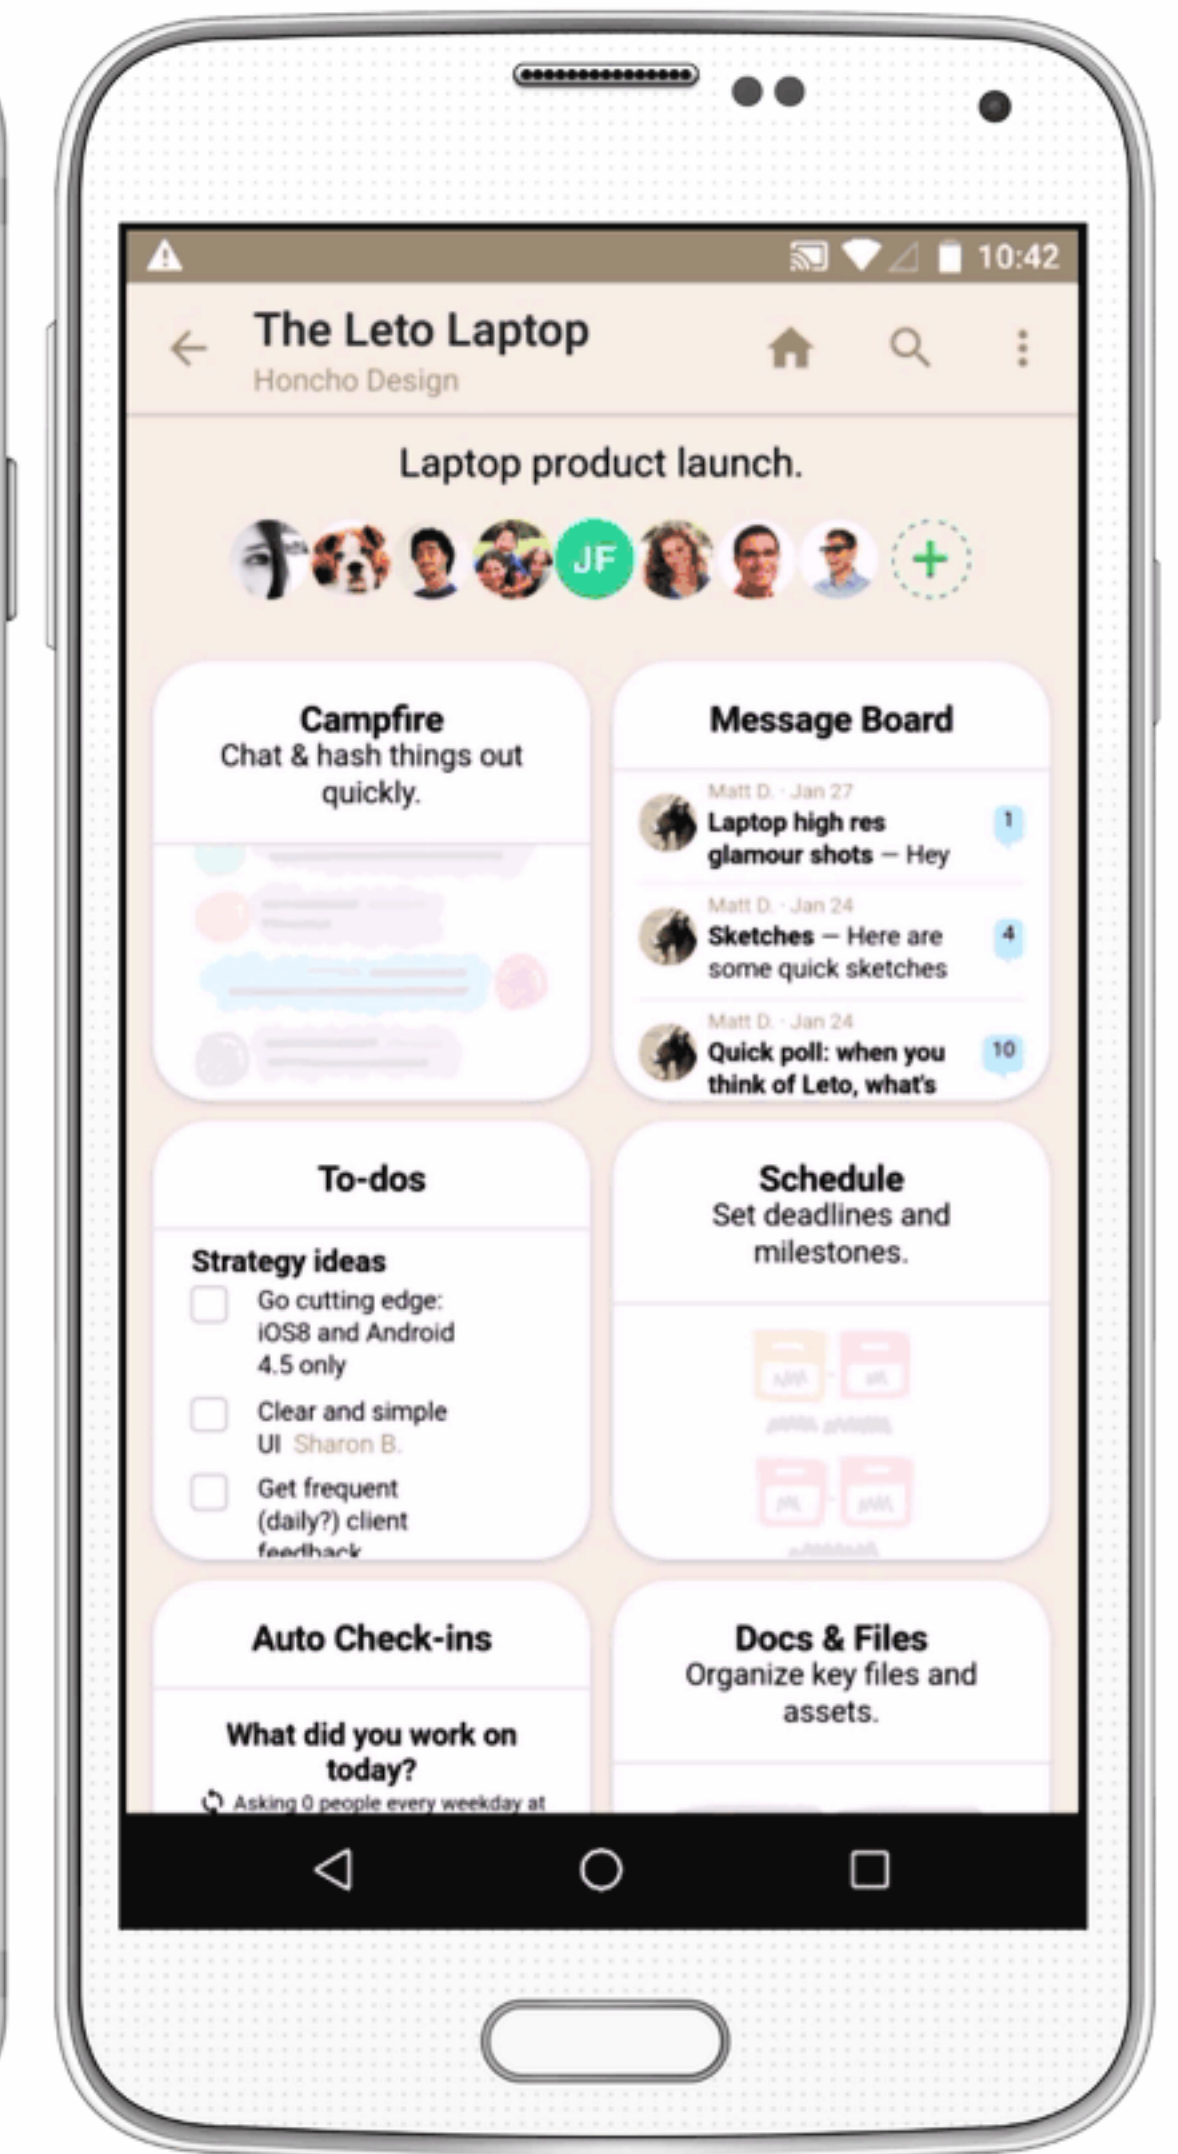 10:42
The Leto Laptop
Honcho Design
Laptop product launch.
JF
Campfire
Chat & hash things out
quickly.
Message Board
Matt D. · Jan 27
Laptop high res
glamour shots — Hey
1
Matt D. · Jan 24
Sketches — Here are
some quick sketches
4
Matt D. · Jan 24
Quick poll: when you
think of Leto, what's
10
To-dos
Strategy ideas
Go cutting edge:
iOS8 and Android
4.5 only
Clear and simple
UI Sharon B.
Get frequent
(daily?) client
feedback
Schedule
Set deadlines and
milestones.
Auto Check-ins
What did you work on
today?
Asking 0 people every weekday at
Docs & Files
Organize key files and
assets.